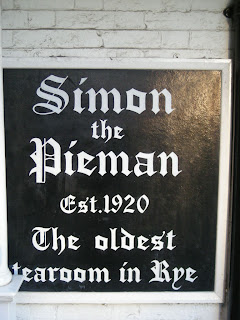 Simon
the
Pieman
Est.1920
The oldest
tearoom in Rye